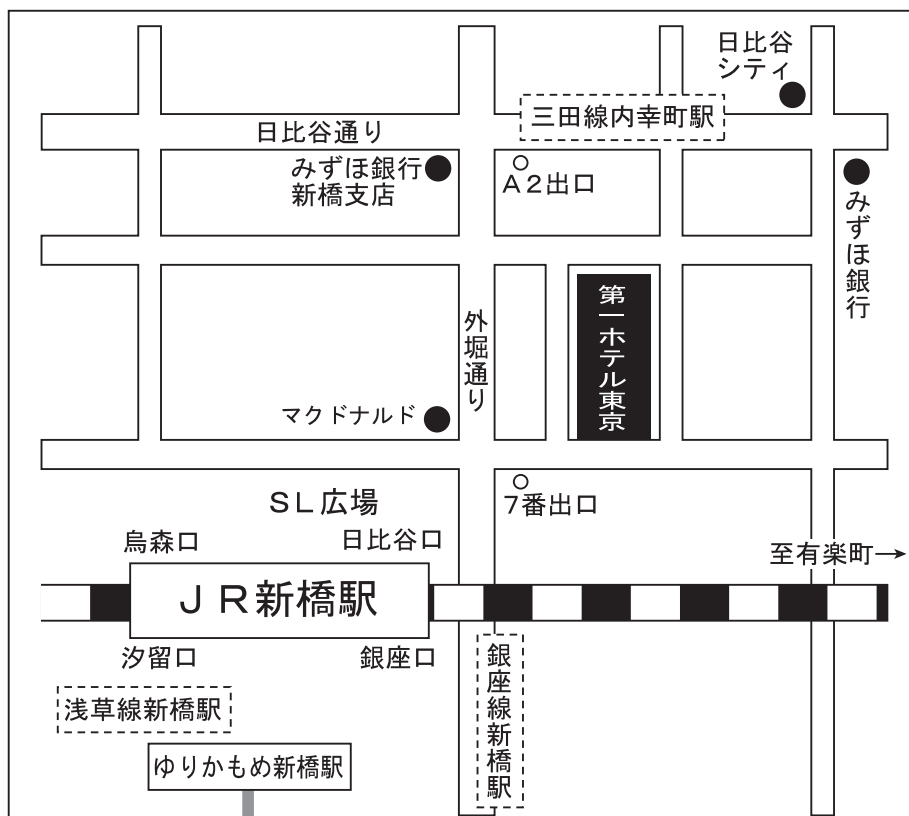 日比谷
シティ
三田線内幸町駅
日比谷通り
みずほ銀行
新橋支店
A2出口
みずほ銀行
第一ホテル東京
外堀通り
マクドナルド
7番出口
SL広場
烏森口
日比谷口
至有楽町→
JR新橋駅
汐留口
銀座口
銀座線新橋駅
浅草線新橋駅
ゆりかもめ新橋駅